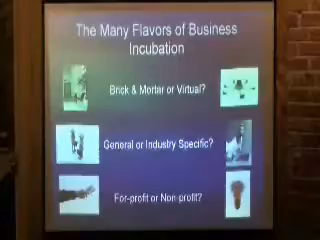 The Many Flavors of Business
Incubation
Brick & Mortar or Virtual?
General or Industry Specific?
For-profit or Non-profit?